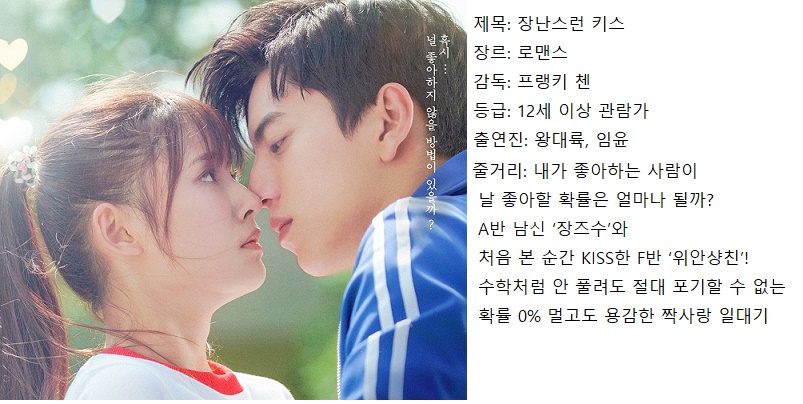 혹시...
널 좋아하지 않을 방법이 있을까?
제목: 장난스런 키스
장르: 로맨스
감독: 프랭키 첸
등급: 12세 이상 관람가
출연진: 왕대륙, 임윤
줄거리: 내가 좋아하는 사람이
날 좋아할 확률은 얼마나 될까?
A반 남신 ‘장즈수’와
처음 본 순간 KISS한 F반 ‘위안샹친’!
수학처럼 안 풀려도 절대 포기할 수 없는
확률 0% 멀고도 용감한 짝사랑 일대기